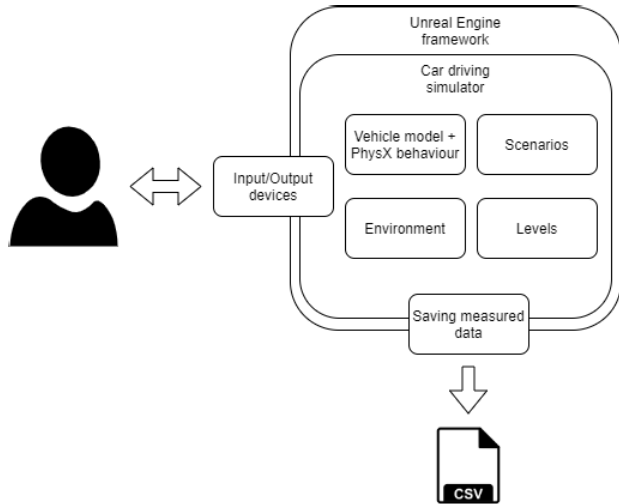 Unreal Engine
framework
Car driving
simulator
Vehicle model +
PhysX behaviour
Scenarios
Input/Output
devices
Environment
Levels
Saving measured
data
CSV